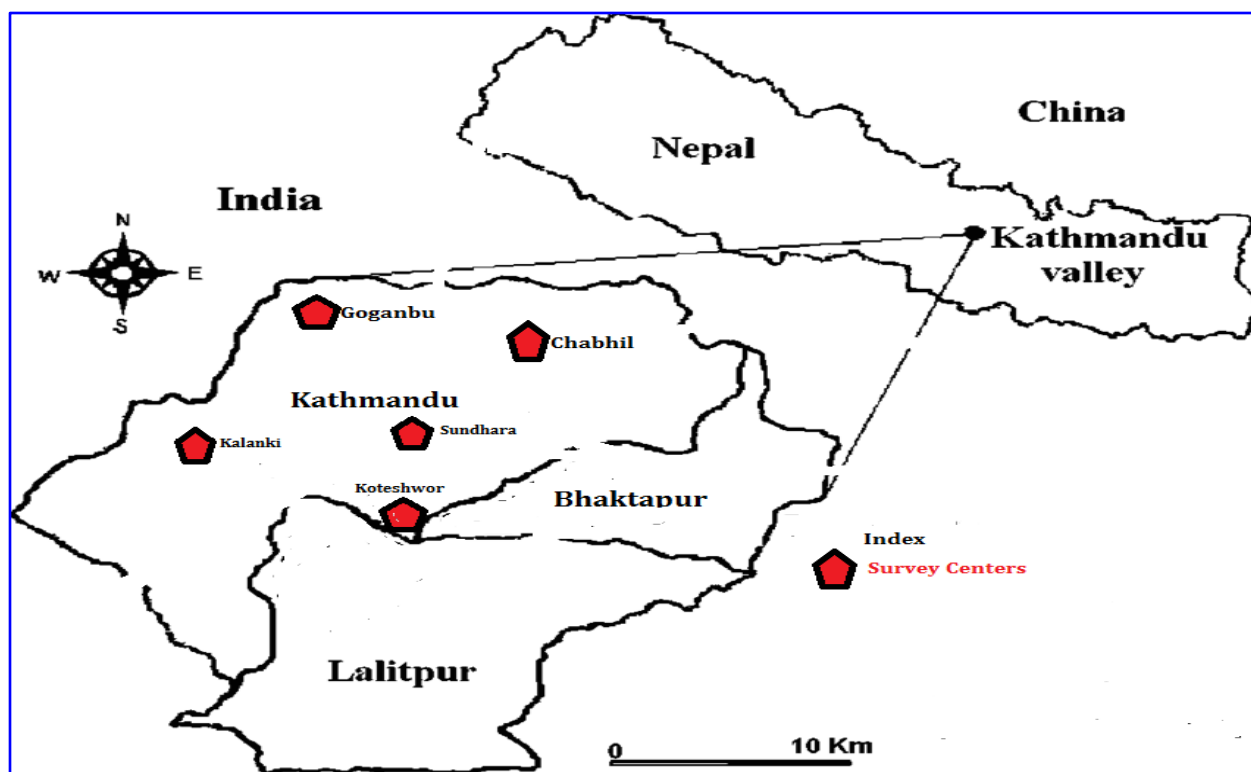 China
Nepal
India
Kathmandu
valley
N
W
E
S
Goganbu
Chabhil
Kathmandu
Sundhara
Kalanki
Koteshwor
Bhaktapur
Index
Survey Centers
Lalitpur
0
10 Km